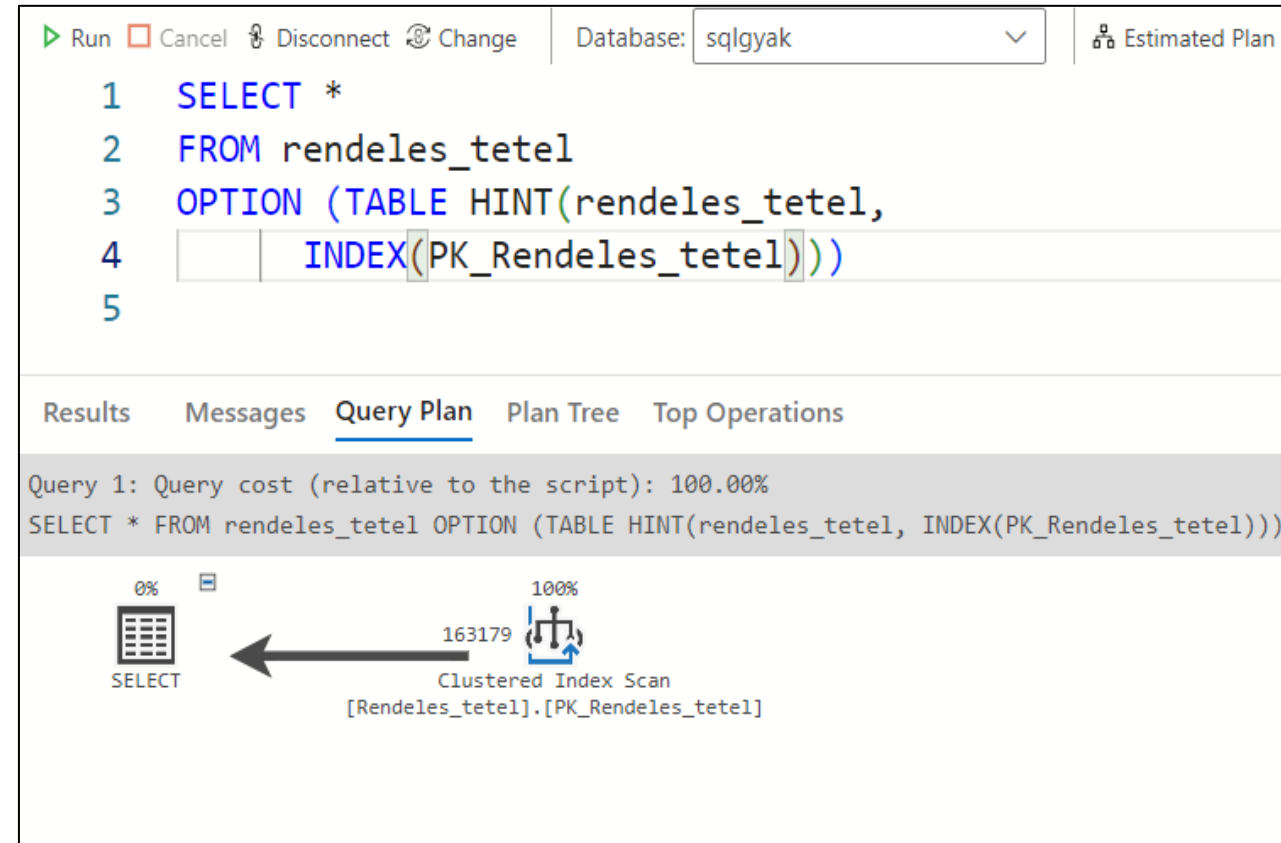 Run Cancel Disconnect Change Database: sqlgyak Estimated Plan
1 SELECT *
2 FROM rendeles_tetel
3 OPTION (TABLE HINT(rendeles_tetel,
4 INDEX(PK_Rendeles_tetel)))
5
Results Messages Query Plan Plan Tree Top Operations
Query 1: Query cost (relative to the script): 100.00%
SELECT * FROM rendeles_tetel OPTION (TABLE HINT(rendeles_tetel, INDEX(PK_Rendeles_tetel)))
0% 100%
163179
SELECT Clustered Index Scan
[Rendeles_tetel].[PK_Rendeles_tetel]